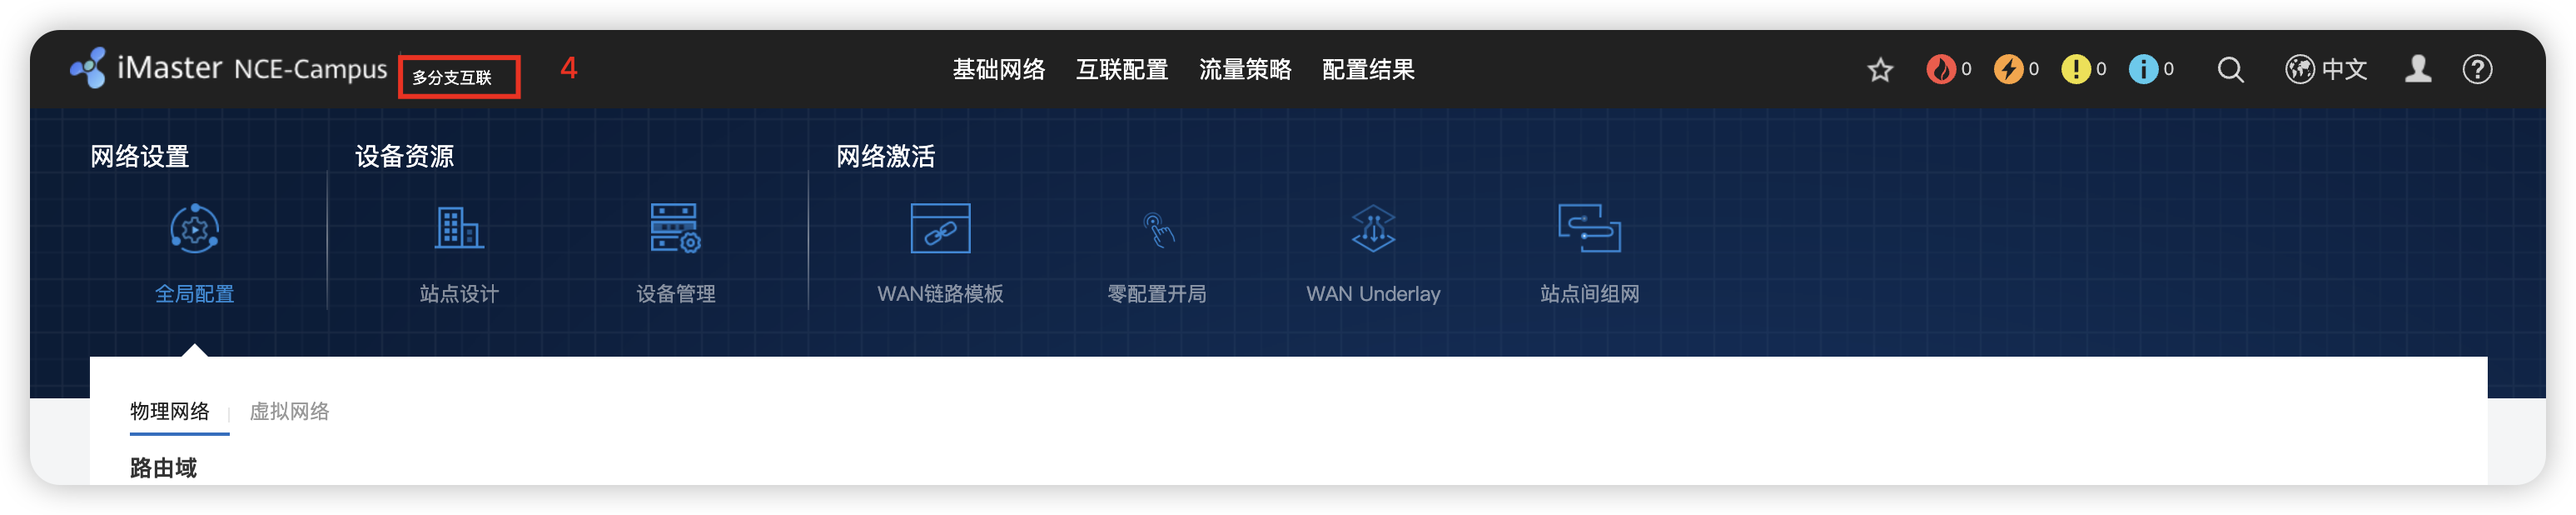 iMaster NCE-Campus 多分支互联 4 基础网络 互联配置 流量策略 配置结果 0 0 0 0 中文
网络设置 设备资源 网络激活
全局配置 站点设计 设备管理 WAN链路模板 零配置开局 WAN Underlay 站点间组网
物理网络 虚拟网络
路由域